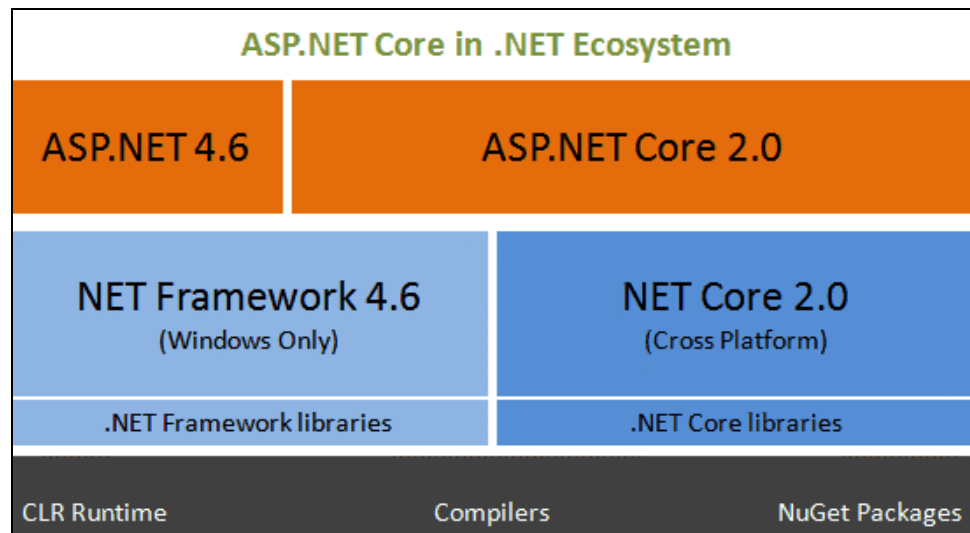 ASP.NET Core in .NET Ecosystem
ASP.NET 4.6
ASP.NET Core 2.0
NET Framework 4.6
(Windows Only)
NET Core 2.0
(Cross Platform)
.NET Framework libraries
.NET Core libraries
CLR Runtime
Compilers
NuGet Packages